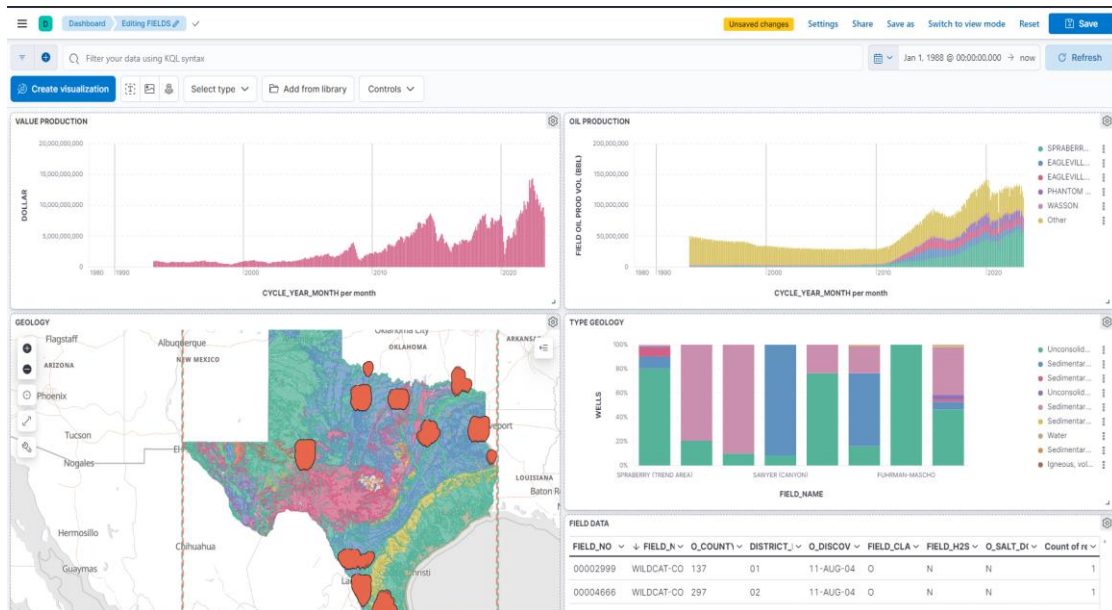 D Dashboard Editing FIELDS Unsaved changes Settings Share Save as Switch to view mode Reset Save
Filter your data using KQL syntax Jan 1, 1988 @ 00:00:00.000 → now Refresh
Create visualization Select type Add from library Controls
VALUE PRODUCTION
20,000,000,000
15,000,000,000
10,000,000,000
5,000,000,000
0
DOLLAR
1980 1990 2000 2010 2020
CYCLE_YEAR_MONTH per month
OIL PRODUCTION
200,000,000
150,000,000
100,000,000
50,000,000
0
FIELD OIL PROD VOL (BBL)
1980 1990 2000 2010 2020
CYCLE_YEAR_MONTH per month
SPRABERR...
EAGLEVILL...
EAGLEVILL...
PHANTOM ...
WASSON
Other
GEOLOGY
Flagstaff
Albuquerque
Oklahoma City
OKLAHOMA
ARIZONA
NEW MEXICO
Phoenix
Tucson
Nogales
LOUISIANA
Hermosillo
Chihuahua
Guaymas
TYPE GEOLOGY
100%
80%
60%
40%
20%
0%
WELLS
SPRABERRY (TREND AREA) SAWYER (CANYON) FUHRMAN-MASCHO
FIELD_NAME
Unconsolid...
Sedimentar...
Sedimentar...
Unconsolid...
Sedimentar...
Sedimentar...
Water
Sedimentar...
Igneous, vol...
FIELD DATA
FIELD_NO ↓ FIELD_N O_COUNTY DISTRICT_ O_DISCOV FIELD_CLA FIELD_H2S O_SALT_D Count of re
00002999 WILDCAT-CO 137 01 11-AUG-04 O N N 1
00004666 WILDCAT-CO 297 02 11-AUG-04 O N N 1